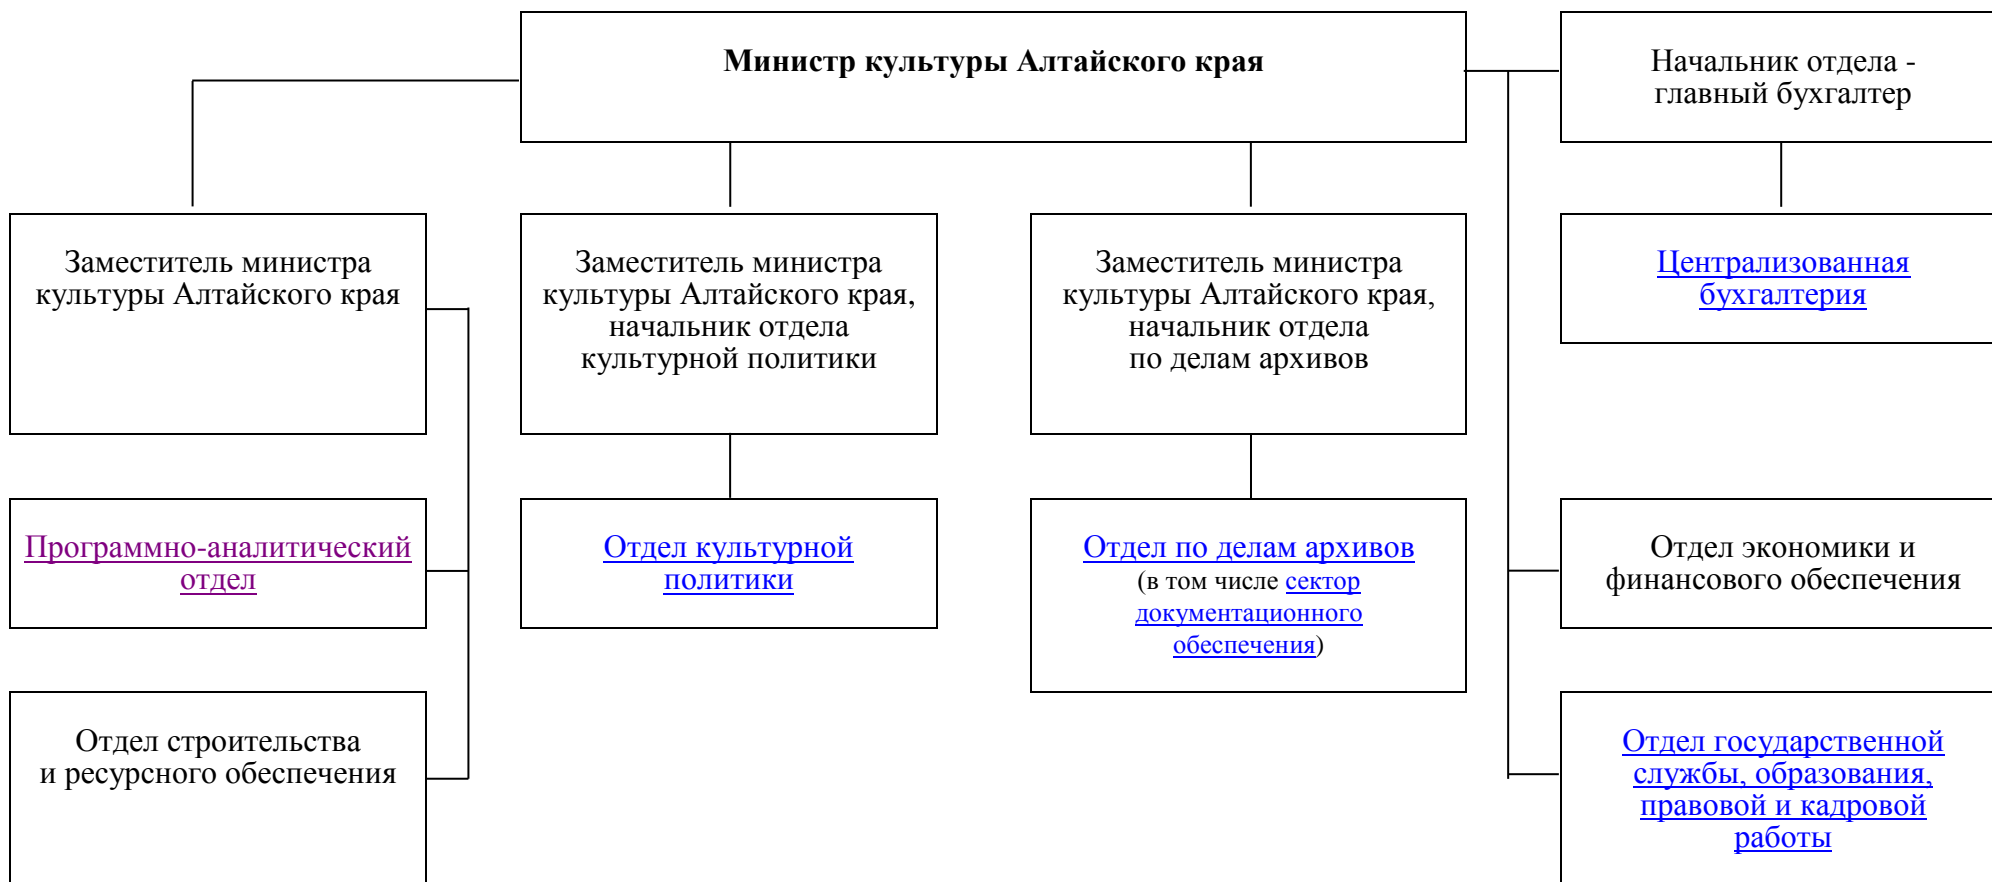 Министр культуры Алтайского края
Начальник отдела -
главный бухгалтер
Заместитель министра
культуры Алтайского края
Заместитель министра
культуры Алтайского края,
начальник отдела
культурной политики
Заместитель министра
культуры Алтайского края,
начальник отдела
по делам архивов
Централизованная
бухгалтерия
Программно-аналитический
отдел
Отдел культурной
политики
Отдел по делам архивов
(в том числе сектор
документационного
обеспечения)
Отдел экономики и
финансового обеспечения
Отдел строительства
и ресурсного обеспечения
Отдел государственной
службы, образования,
правовой и кадровой
работы